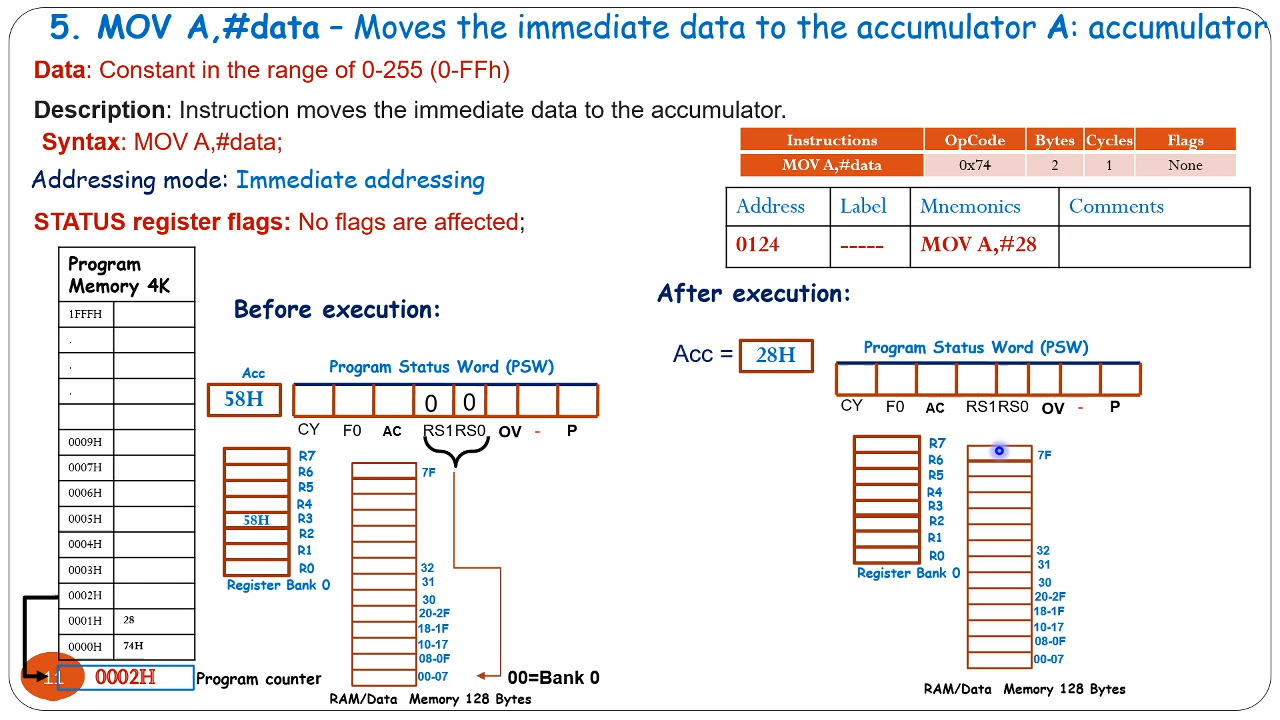 5. MOV A,#data – Moves the immediate data to the accumulator A: accumulator
Data: Constant in the range of 0-255 (0-FFh)
Description: Instruction moves the immediate data to the accumulator.
Syntax: MOV A,#data;
Addressing mode: Immediate addressing
STATUS register flags: No flags are affected;
Instructions OpCode Bytes Cycles Flags
MOV A,#data 0x74 2 1 None
Address Label Mnemonics Comments
0124 ----- MOV A,#28
Program
Memory 4K
1FFFH
.
.
.
0009H
0007H
0006H
0005H
0004H
0003H
0002H
0001H 28
0000H 74H
11 0002H Program counter
Before execution:
Acc
58H
Program Status Word (PSW)
0 0
CY F0 AC RS1 RS0 OV - P
R7
R6
R5
R4
58H R3
R2
R1
R0
Register Bank 0
7F
32
31
30
20-2F
18-1F
10-17
08-0F
00-07
00=Bank 0
RAM/Data Memory 128 Bytes
After execution:
Acc = 28H
Program Status Word (PSW)
CY F0 AC RS1 RS0 OV - P
R7
R6
R5
R4
R3
R2
R1
R0
Register Bank 0
7F
32
31
30
20-2F
18-1F
10-17
08-0F
00-07
RAM/Data Memory 128 Bytes